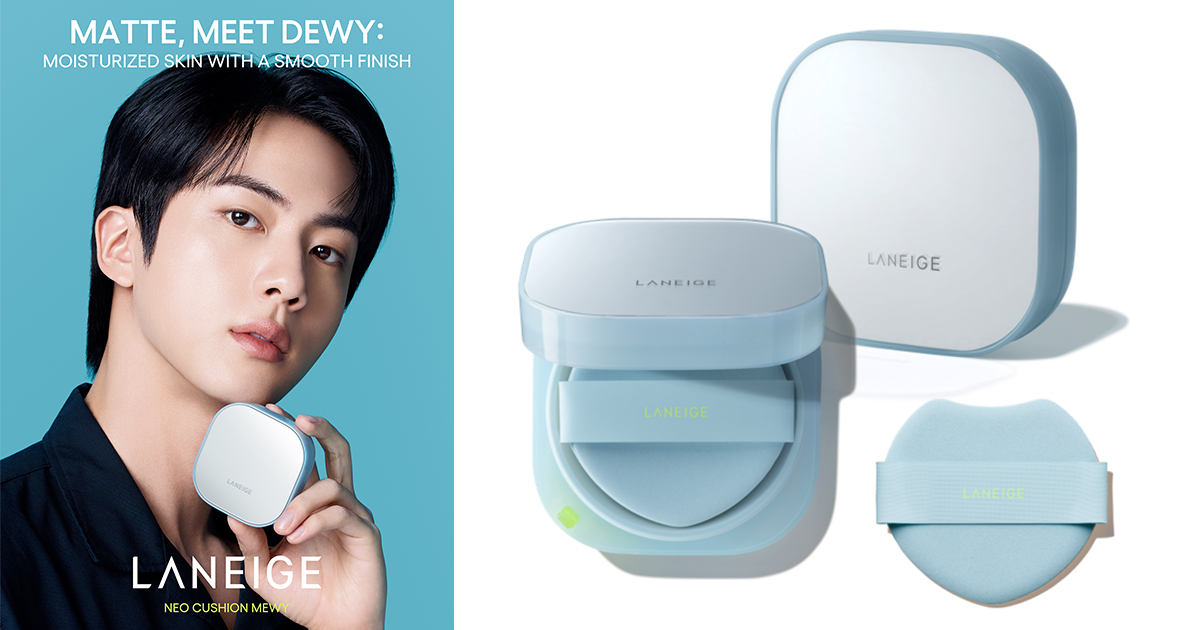 MATTE, MEET DEWY:
MOISTURIZED SKIN WITH A SMOOTH FINISH
LANEIGE
LANEIGE
NEO CUSHION MEWY
LANEIGE
LANEIGE
LANEIGE
LANEIGE